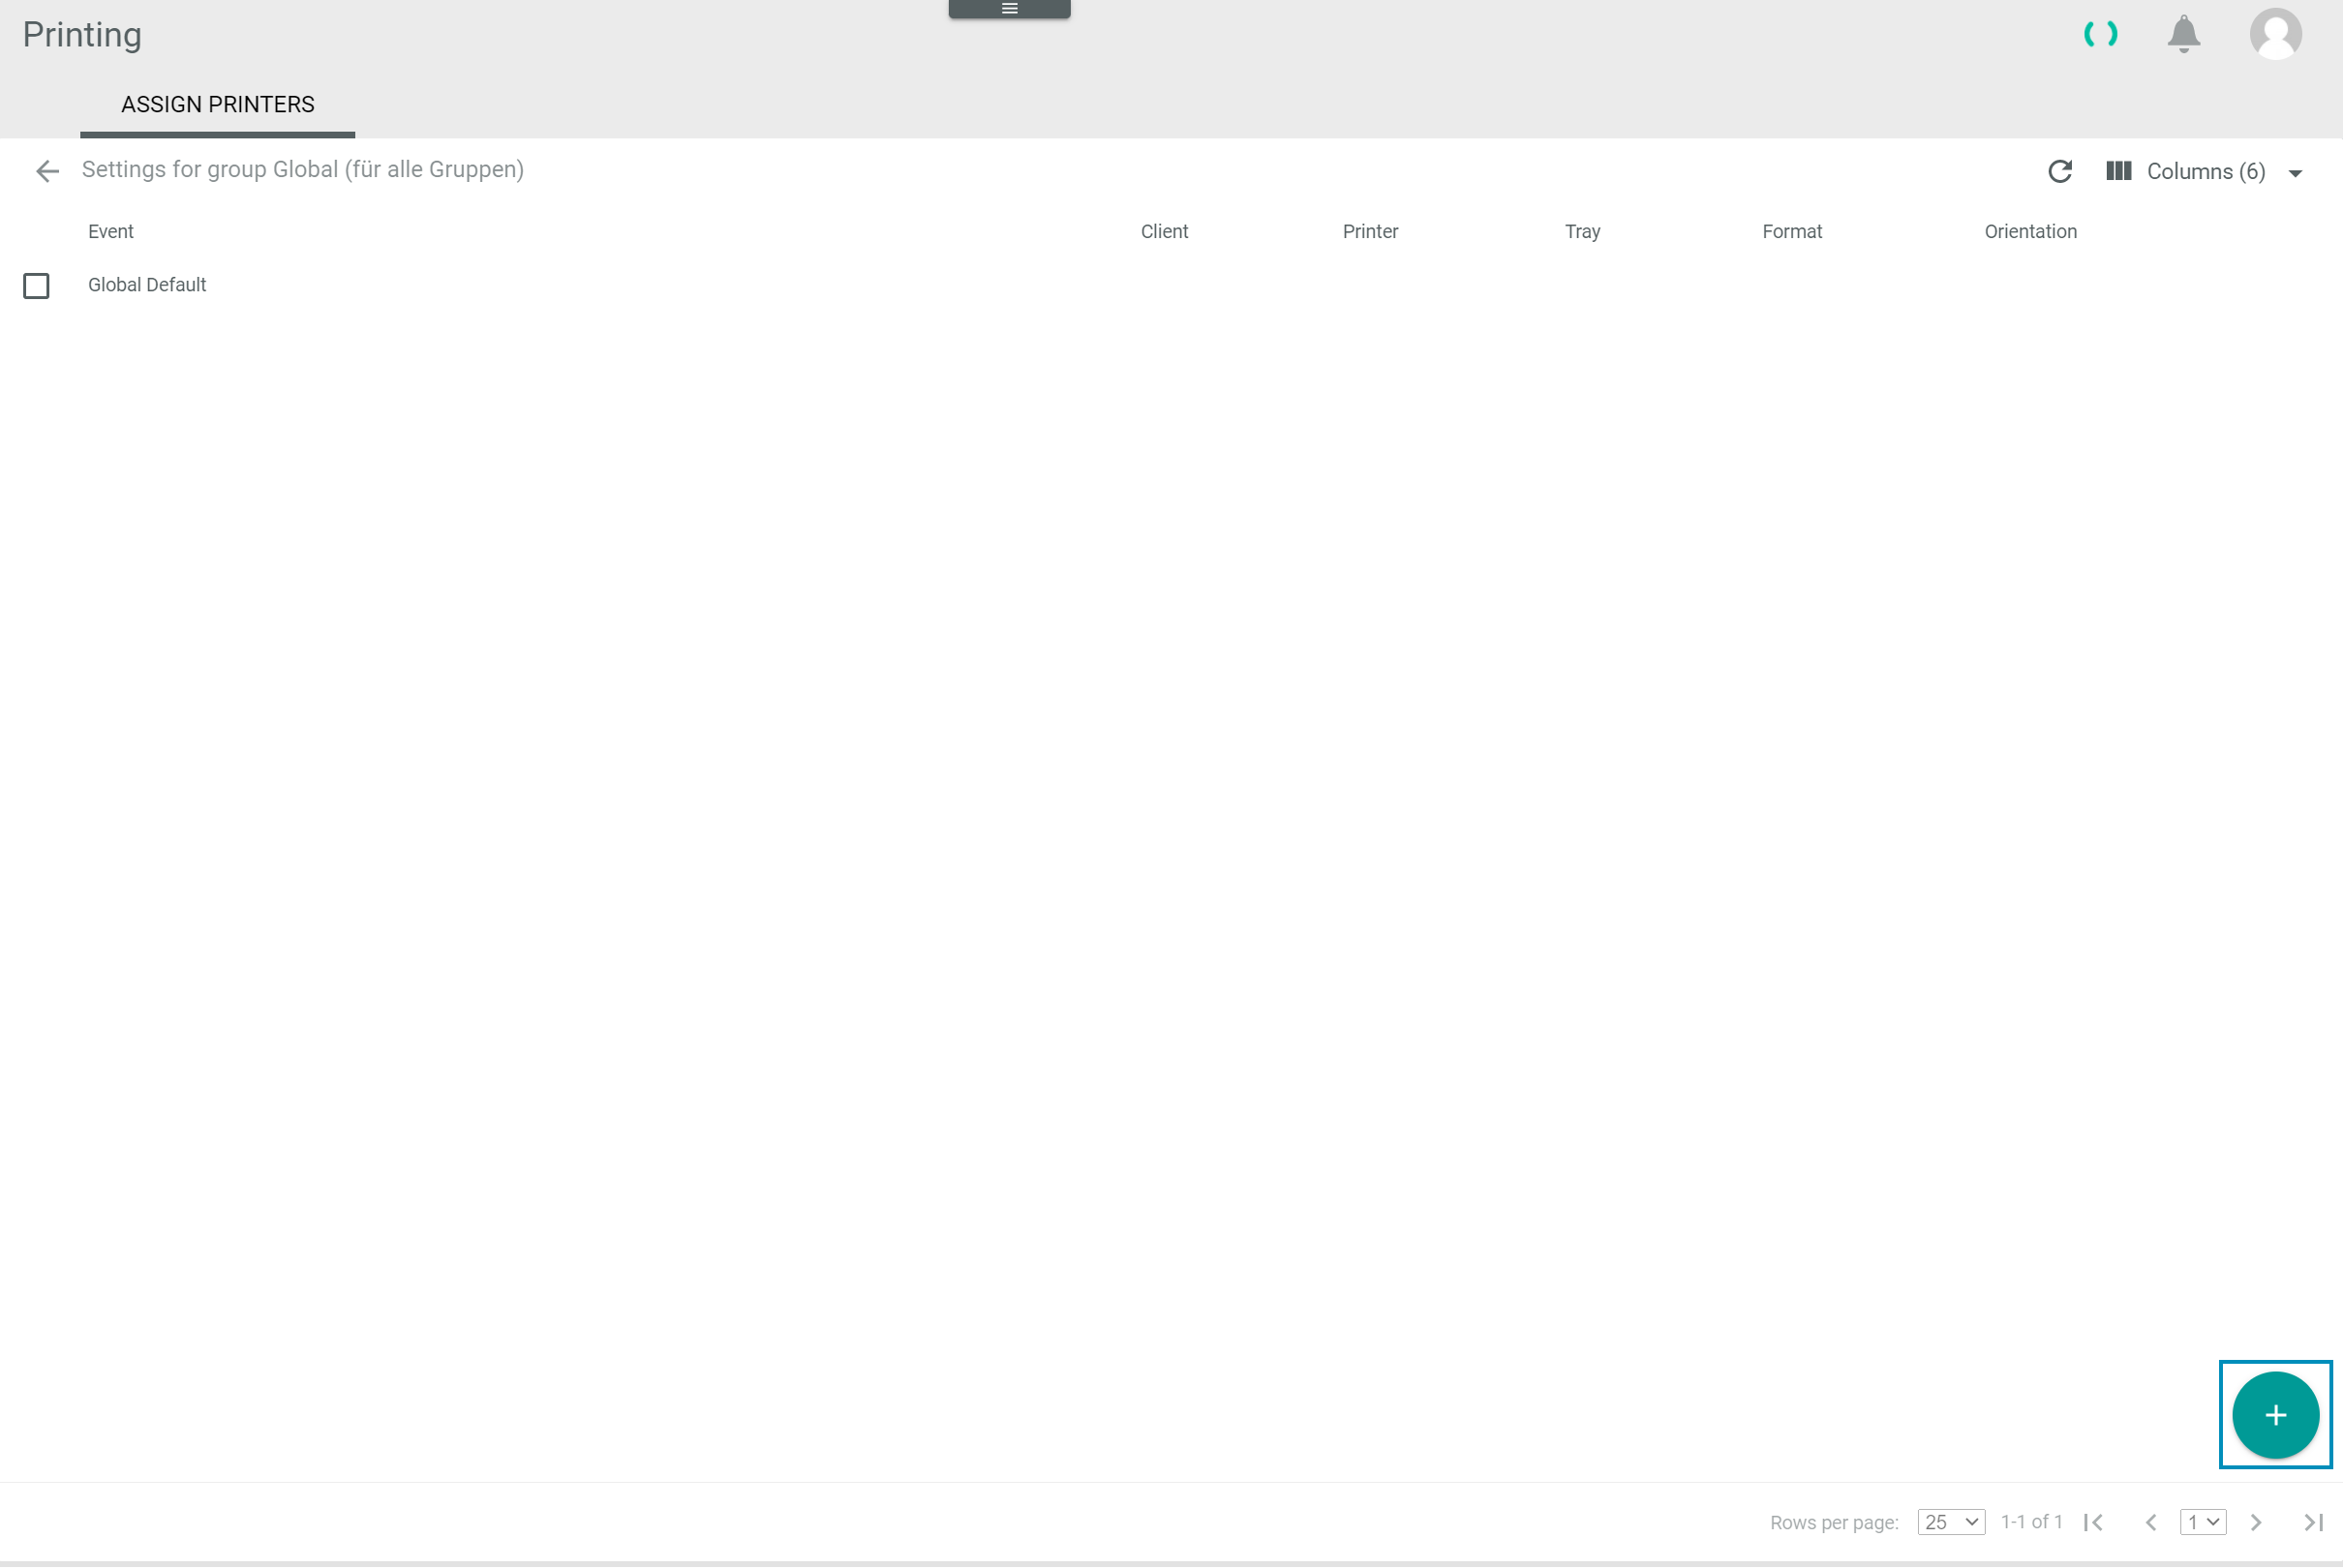 Printing
ASSIGN PRINTERS
Settings for group Global (für alle Gruppen)
Columns (6)
Event Client Printer Tray Format Orientation
Global Default
Rows per page: 25 1-1 of 1 1